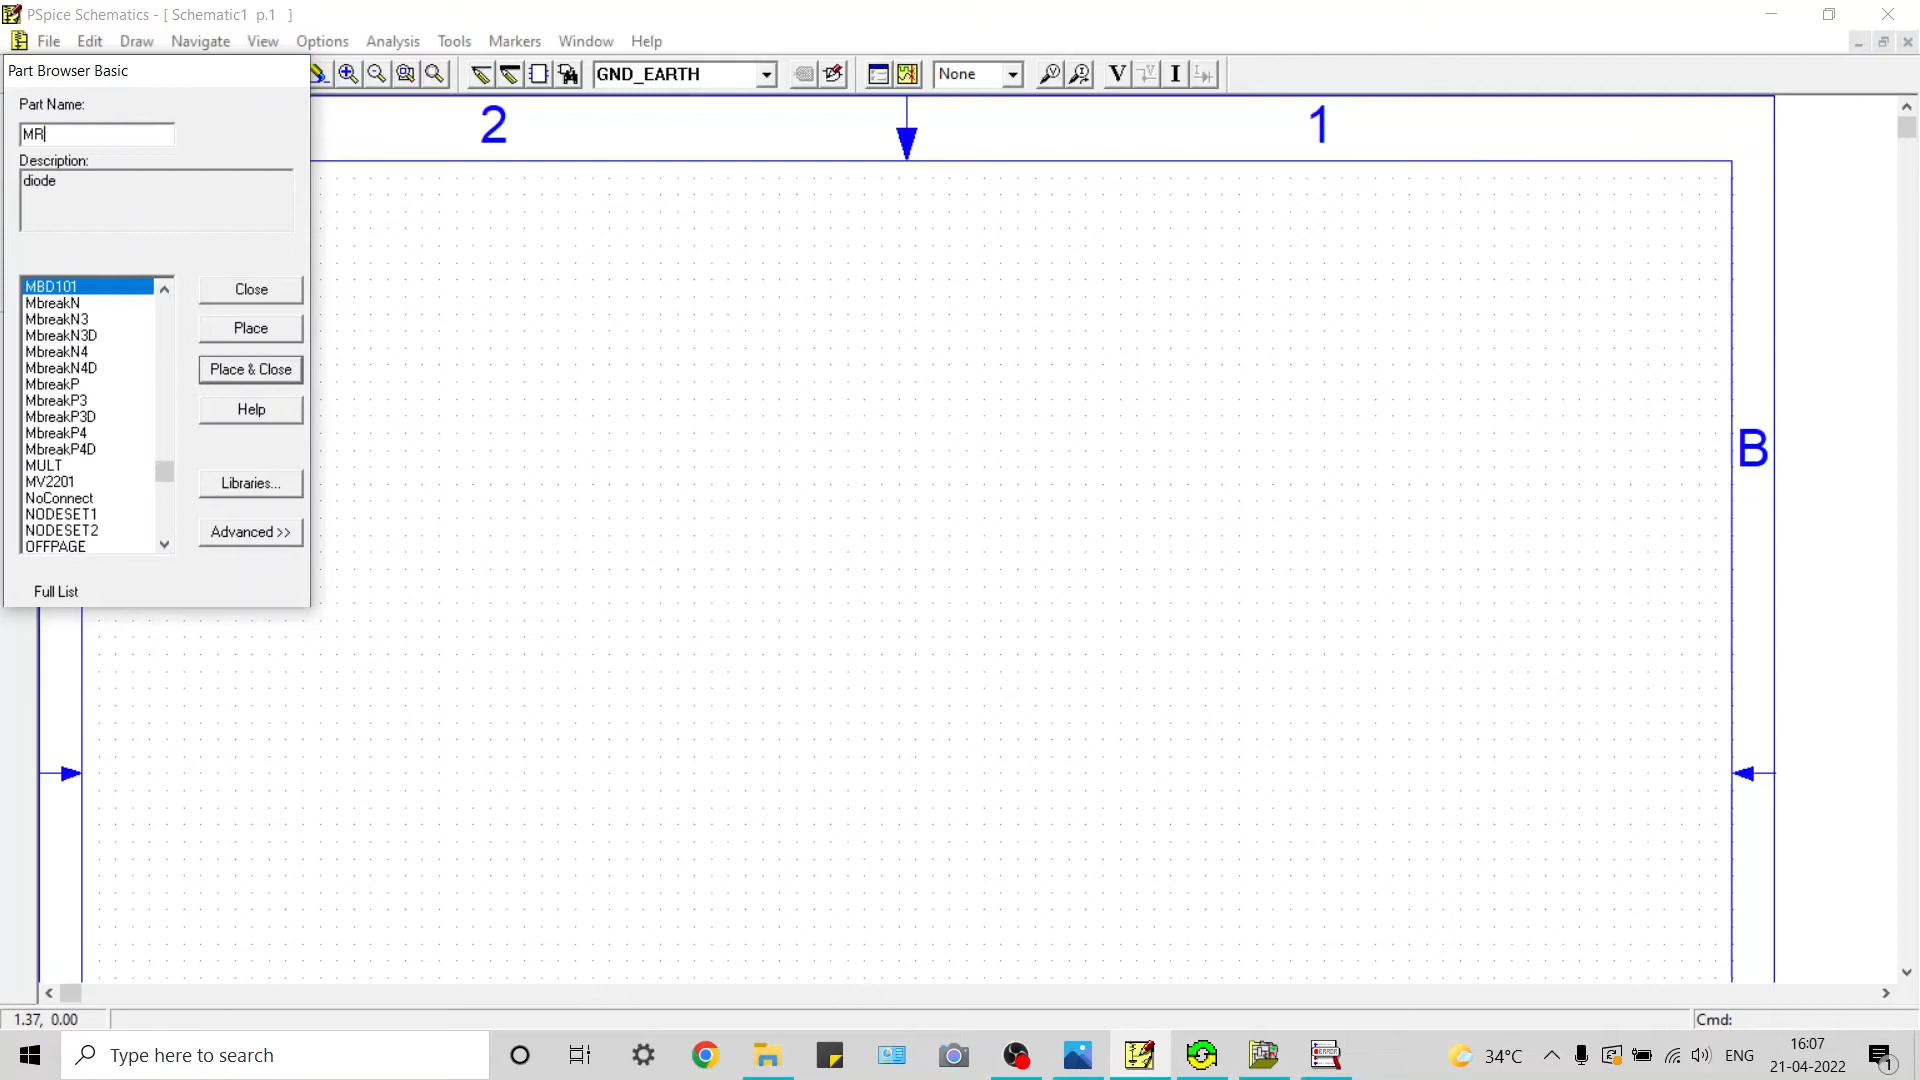 PSpice Schematics - [ Schematic1 p.1 ]
File Edit Draw Navigate View Options Analysis Tools Markers Window Help
Part Browser Basic
GND_EARTH
None
V
I
Part Name:
MR
Description:
diode
2
1
MBD101
MbreakN
MbreakN3
MbreakN3D
MbreakN4
MbreakN4D
MbreakP
MbreakP3
MbreakP3D
MbreakP4
MbreakP4D
MULT
MV2201
NoConnect
NODESET1
NODESET2
OFFPAGE
Close
Place
Place & Close
Help
Libraries...
Advanced >>
Full List
B
1.37, 0.00
Cmd:
Type here to search
34°C
ENG
16:07
21-04-2022
1